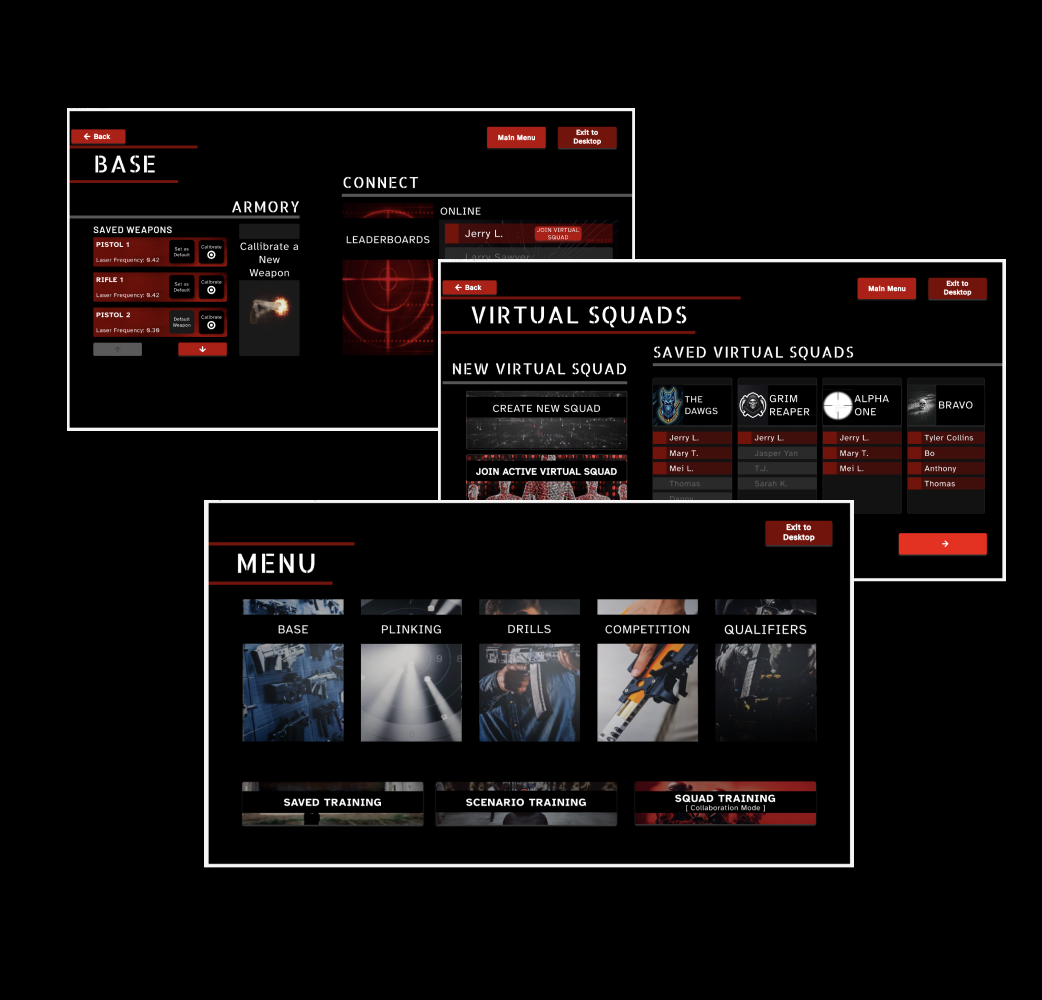 ← Back
Main Menu
Exit to
Desktop
BASE
ARMORY
SAVED WEAPONS
PISTOL 1
Laser Frequency: 0.42
Set as
Default
Calibrate
RIFLE 1
Laser Frequency: 0.42
Set as
Default
Calibrate
PISTOL 2
Laser Frequency: 0.30
Default
Weapon
Calibrate
Callibrate a
New
Weapon
CONNECT
LEADERBOARDS
ONLINE
Jerry L.
JOIN VIRTUAL
SQUAD
Larry Sawyer
← Back
Main Menu
Exit to
Desktop
VIRTUAL SQUADS
NEW VIRTUAL SQUAD
CREATE NEW SQUAD
JOIN ACTIVE VIRTUAL SQUAD
SAVED VIRTUAL SQUADS
THE
DAWGS
Jerry L.
Mary T.
Mei L.
Thomas
Danny
GRIM
REAPER
Jerry L.
Jasper Yan
T.J.
Sarah K.
ALPHA
ONE
Jerry L.
Mary T.
Mei L.
BRAVO
Tyler Collins
Bo
Anthony
Thomas
Exit to
Desktop
MENU
BASE
PLINKING
DRILLS
COMPETITION
QUALIFIERS
SAVED TRAINING
SCENARIO TRAINING
SQUAD TRAINING
[ Collaboration Mode ]